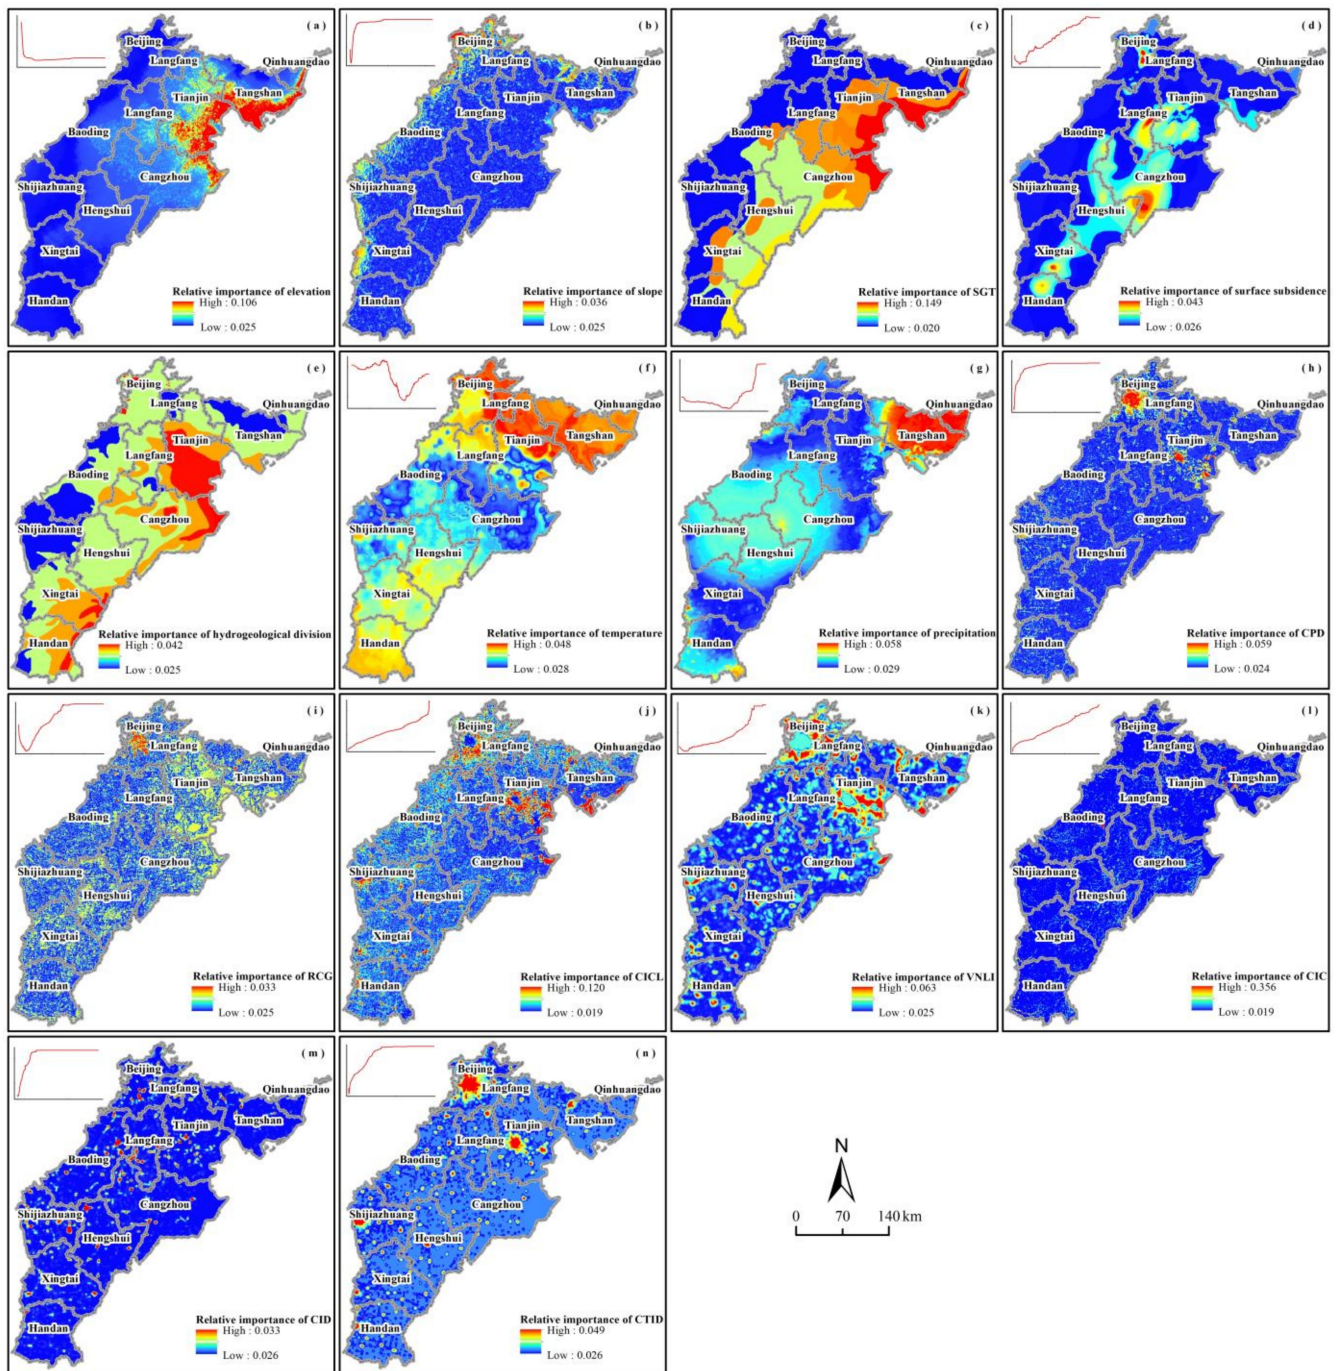 ( a )
Beijing
Langfang
Qinhuangdao
Tianjin
Tangshan
Langfang
Baoding
Cangzhou
Shijiazhuang
Hengshui
Xingtai
Handan
Relative importance of elevation
High : 0.106
Low : 0.025
( b )
Beijing
Langfang
Qinhuangdao
Tianjin
Tangshan
Langfang
Baoding
Cangzhou
Shijiazhuang
Hengshui
Xingtai
Handan
Relative importance of slope
High : 0.036
Low : 0.025
( c )
Beijing
Langfang
Qinhuangdao
Tianjin
Tangshan
Langfang
Baoding
Cangzhou
Shijiazhuang
Hengshui
Xingtai
Handan
Relative importance of SGT
High : 0.149
Low : 0.020
( d )
Beijing
Langfang
Qinhuangdao
Tianjin
Tangshan
Langfang
Baoding
Cangzhou
Shijiazhuang
Hengshui
Xingtai
Handan
Relative importance of surface subsidence
High : 0.043
Low : 0.026
( e )
Beijing
Langfang
Qinhuangdao
Tianjin
Tangshan
Langfang
Baoding
Cangzhou
Shijiazhuang
Hengshui
Xingtai
Handan
Relative importance of hydrogeological division
High : 0.042
Low : 0.025
( f )
Beijing
Langfang
Qinhuangdao
Tianjin
Tangshan
Langfang
Baoding
Cangzhou
Shijiazhuang
Hengshui
Xingtai
Handan
Relative importance of temperature
High : 0.048
Low : 0.028
( g )
Beijing
Langfang
Qinhuangdao
Tianjin
Tangshan
Langfang
Baoding
Cangzhou
Shijiazhuang
Hengshui
Xingtai
Handan
Relative importance of precipitation
High : 0.058
Low : 0.029
( h )
Beijing
Langfang
Qinhuangdao
Tianjin
Tangshan
Langfang
Baoding
Cangzhou
Shijiazhuang
Hengshui
Xingtai
Handan
Relative importance of CPD
High : 0.059
Low : 0.024
( i )
Beijing
Langfang
Qinhuangdao
Tianjin
Tangshan
Langfang
Baoding
Cangzhou
Shijiazhuang
Hengshui
Xingtai
Handan
Relative importance of RCG
High : 0.033
Low : 0.025
( j )
Beijing
Langfang
Qinhuangdao
Tianjin
Tangshan
Langfang
Baoding
Cangzhou
Shijiazhuang
Hengshui
Xingtai
Handan
Relative importance of CICL
High : 0.120
Low : 0.019
( k )
Beijing
Langfang
Qinhuangdao
Tianjin
Tangshan
Langfang
Baoding
Cangzhou
Shijiazhuang
Hengshui
Xingtai
Handan
Relative importance of VNLI
High : 0.063
Low : 0.025
( l )
Beijing
Langfang
Qinhuangdao
Tianjin
Tangshan
Langfang
Baoding
Cangzhou
Shijiazhuang
Hengshui
Xingtai
Handan
Relative importance of CIC
High : 0.356
Low : 0.019
( m )
Beijing
Langfang
Qinhuangdao
Tianjin
Tangshan
Langfang
Baoding
Cangzhou
Shijiazhuang
Hengshui
Xingtai
Handan
Relative importance of CID
High : 0.033
Low : 0.026
( n )
Beijing
Langfang
Qinhuangdao
Tianjin
Tangshan
Langfang
Baoding
Cangzhou
Shijiazhuang
Hengshui
Xingtai
Handan
Relative importance of CTID
High : 0.049
Low : 0.026
N
0 70 140 km